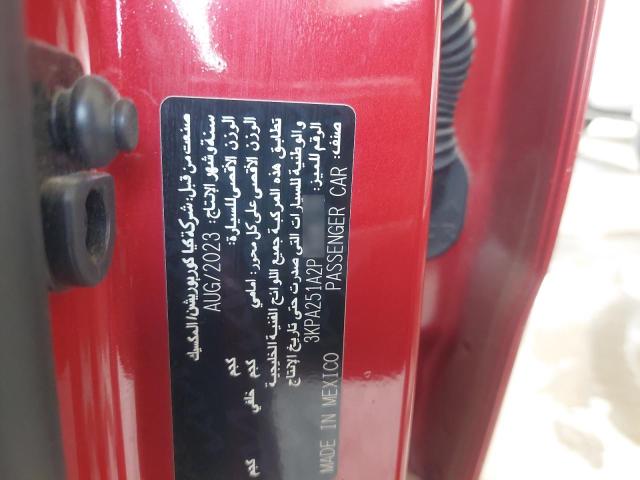 صنعت من قبل: شركة كيا كوربوريشن/المكسيك
سنة وشهر الإنتاج: AUG/2023
الوزن الأقصى للسيارة: كجم
الوزن الأقصى على كل محور: امامي كجم خلفي كجم
تطابق هذه المركبة جميع اللوائح الفنية الخليجية
والوطنية للسيارات التي صدرت حتى تاريخ الإنتاج
الرقم المميز: 3KPA251A2P
صنف: PASSENGER CAR MADE IN MEXICO